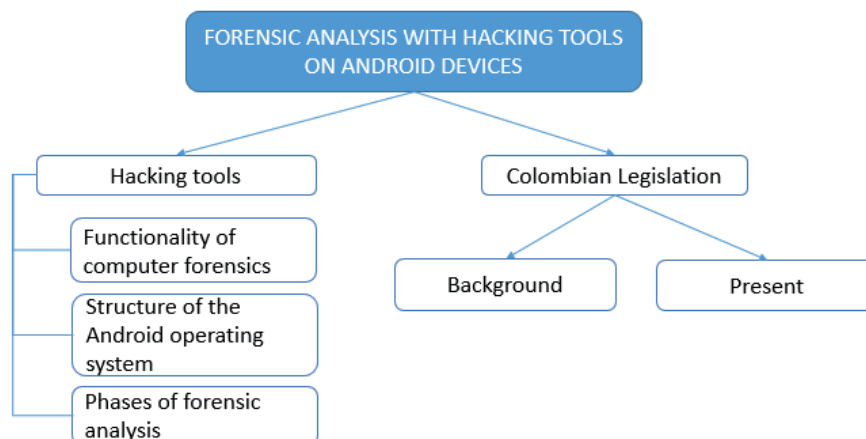 FORENSIC ANALYSIS WITH HACKING TOOLS
ON ANDROID DEVICES
Hacking tools
Functionality of
computer forensics
Structure of the
Android operating
system
Phases of forensic
analysis
Colombian Legislation
Background
Present